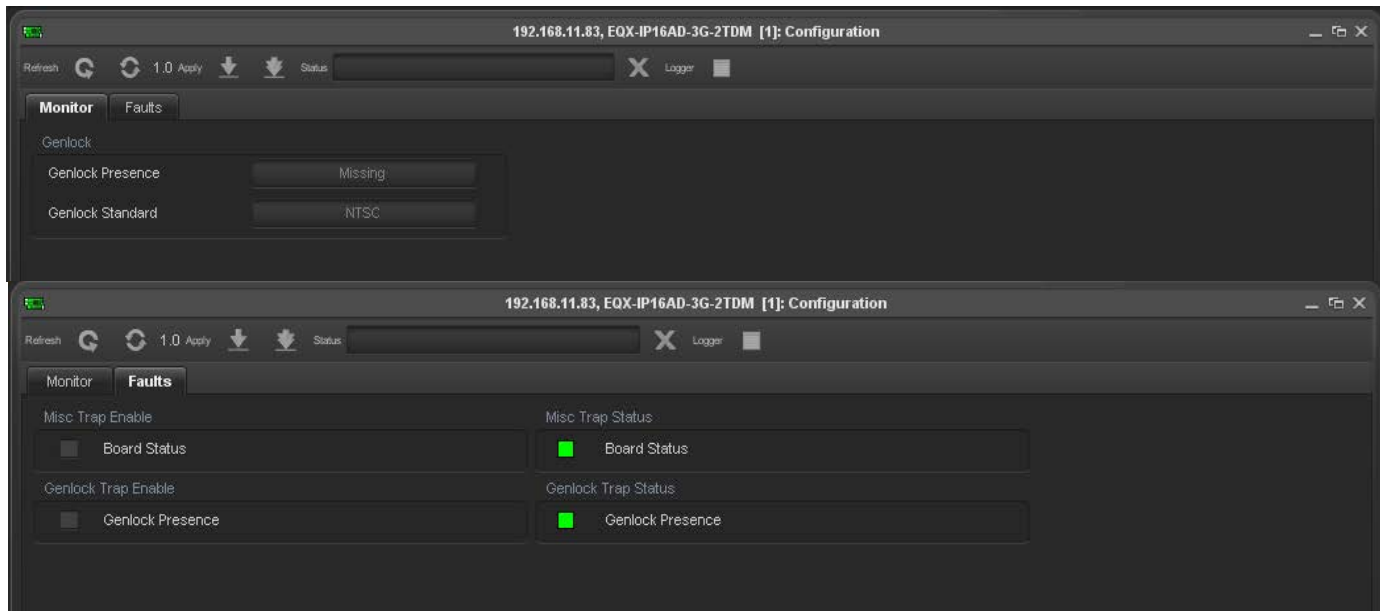 192.168.11.83, EQX-IP16AD-3G-2TDM [1]: Configuration
Refresh 1.0 Apply Status Logger
Monitor Faults
Genlock
Genlock Presence Missing
Genlock Standard NTSC
192.168.11.83, EQX-IP16AD-3G-2TDM [1]: Configuration
Refresh 1.0 Apply Status Logger
Monitor Faults
Misc Trap Enable Misc Trap Status
Board Status Board Status
Genlock Trap Enable Genlock Trap Status
Genlock Presence Genlock Presence